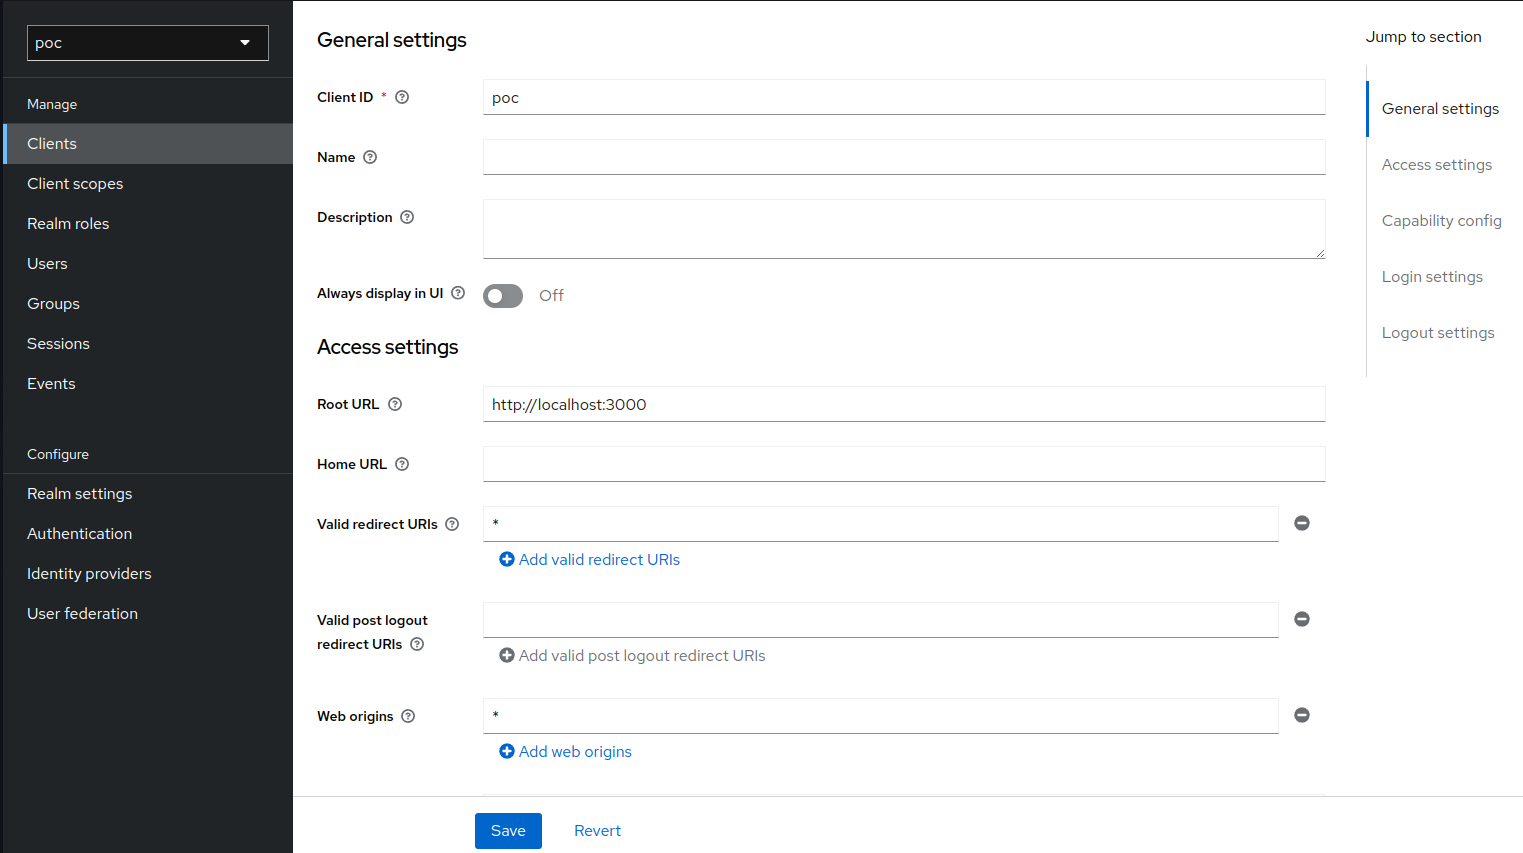 poc
Manage
Clients
Client scopes
Realm roles
Users
Groups
Sessions
Events
Configure
Realm settings
Authentication
Identity providers
User federation
General settings
Client ID *
poc
Name
Description
Always display in UI
Off
Access settings
Root URL
http://localhost:3000
Home URL
Valid redirect URIs
*
Add valid redirect URIs
Valid post logout
redirect URIs
Add valid post logout redirect URIs
Web origins
*
Add web origins
Save
Revert
Jump to section
General settings
Access settings
Capability config
Login settings
Logout settings